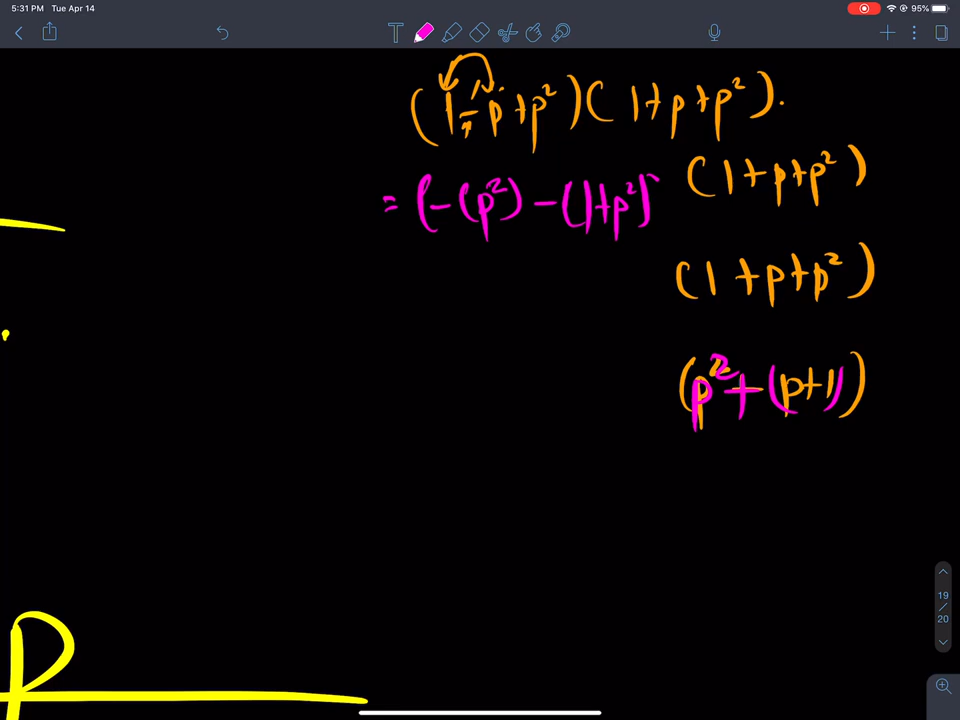 5:31 PM Tue Apr 14
95%
T
(1 - p + p²)(1 + p + p²).
= (-(p²) - (1 + p²)) (1 + p + p²)
(1 + p + p²)
(p² + (p + 1))
19
/
20
P